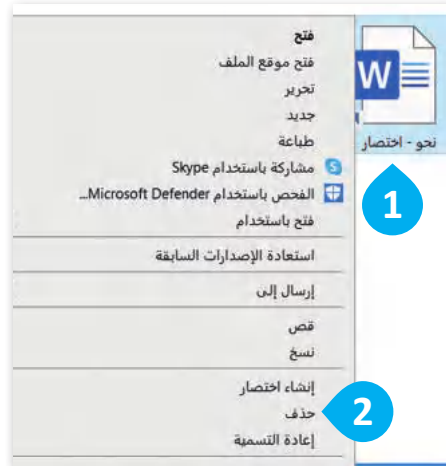 W
نحو - اختصار
1
فتح
فتح موقع الملف
تحرير
جديد
طباعة
مشاركة باستخدام Skype
الفحص باستخدام Microsoft Defender...
فتح باستخدام
استعادة الإصدارات السابقة
إرسال إلى
قص
نسخ
إنشاء اختصار
حذف
2
إعادة التسمية